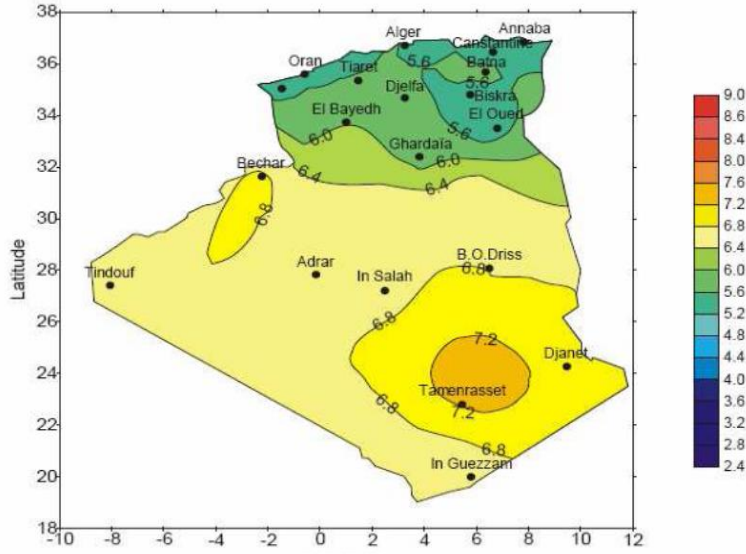 38
36
34
32
30
28
26
24
22
20
18
Latitude
-10 -8 -6 -4 -2 0 2 4 6 8 10 12
Annaba
Alger
Canstantine
Oran
5.6
Batna
Tiaret
5.6
Djelfa
Biskra
El Bayedh
El Oued
5.6
6.0
Ghardaïa
6.0
Bechar
6.4
6.4
6.8
B.O.Driss
Adrar
6.8
Tindouf
In Salah
6.8
7.2
Djanet
Tamenrasset
6.8
7.2
6.8
In Guezzam
9.0
8.6
8.4
8.0
7.6
7.2
6.8
6.4
6.0
5.6
5.2
4.8
4.4
4.0
3.6
3.2
2.8
2.4